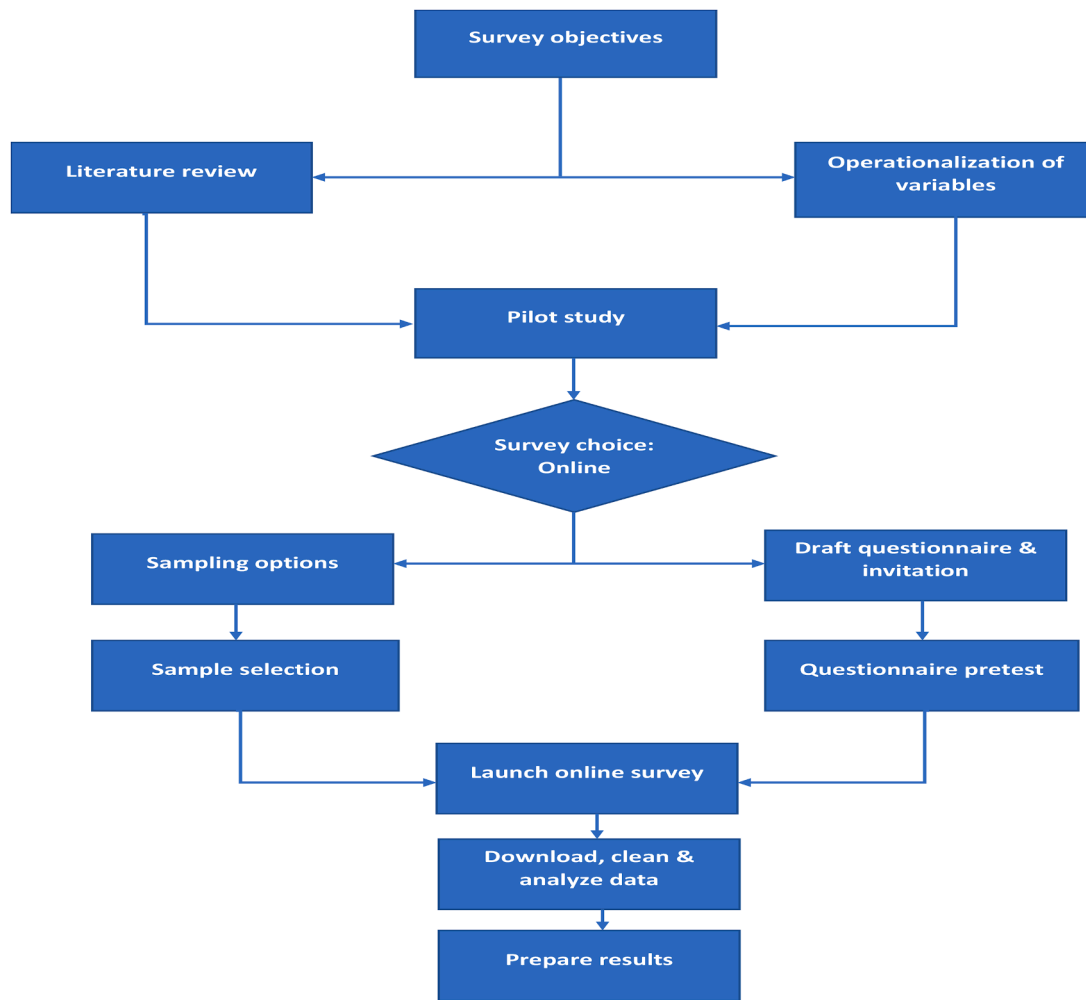 Survey objectives
Literature review
Operationalization of
variables
Pilot study
Survey choice:
Online
Sampling options
Draft questionnaire &
invitation
Sample selection
Questionnaire pretest
Launch online survey
Download, clean &
analyze data
Prepare results